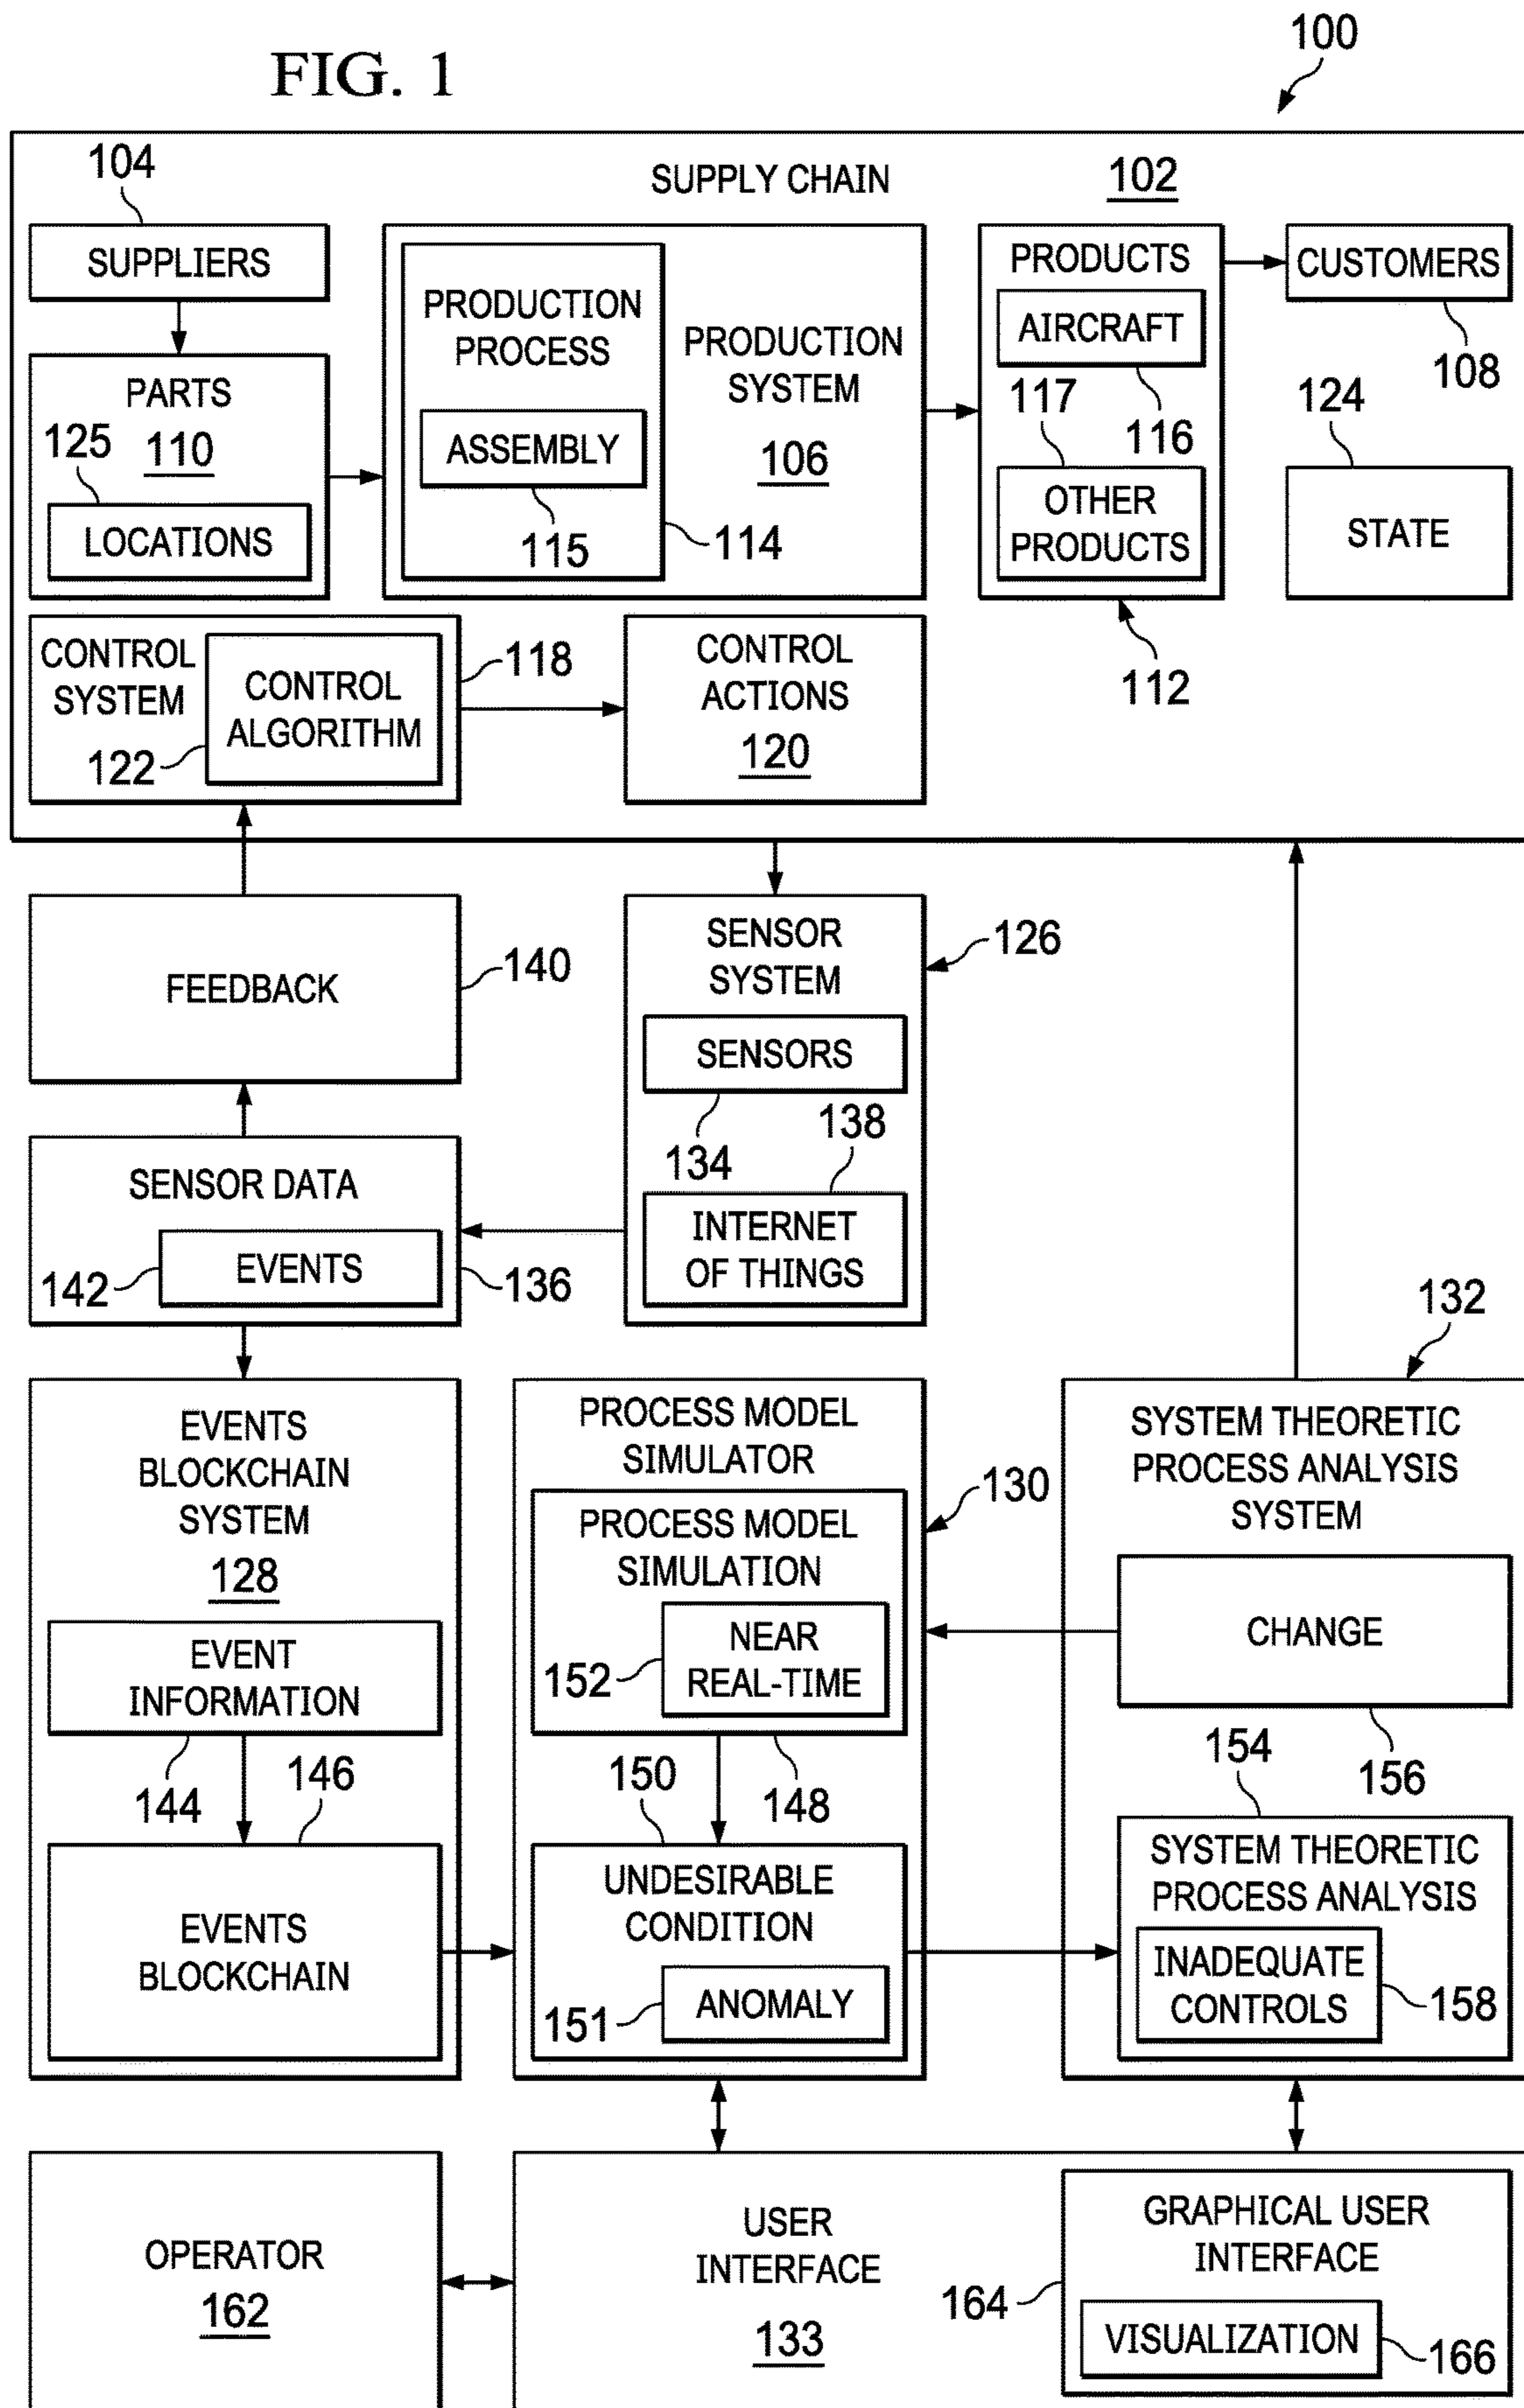 FIG. 1
100
SUPPLY CHAIN
102
104
SUPPLIERS
PARTS
110
125
LOCATIONS
PRODUCTION
PROCESS
ASSEMBLY
115
114
PRODUCTION
SYSTEM
106
PRODUCTS
AIRCRAFT
117
116
OTHER
PRODUCTS
112
CUSTOMERS
108
124
STATE
CONTROL
SYSTEM
122
CONTROL
ALGORITHM
118
CONTROL
ACTIONS
120
FEEDBACK
140
SENSOR
SYSTEM
126
SENSORS
134
138
INTERNET
OF THINGS
SENSOR DATA
EVENTS
142
136
132
EVENTS
BLOCKCHAIN
SYSTEM
128
EVENT
INFORMATION
144
146
EVENTS
BLOCKCHAIN
PROCESS MODEL
SIMULATOR
130
PROCESS MODEL
SIMULATION
152
NEAR
REAL-TIME
150
148
UNDESIRABLE
CONDITION
151
ANOMALY
SYSTEM THEORETIC
PROCESS ANALYSIS
SYSTEM
CHANGE
154
156
SYSTEM THEORETIC
PROCESS ANALYSIS
INADEQUATE
CONTROLS
158
OPERATOR
162
USER
INTERFACE
133
GRAPHICAL USER
INTERFACE
164
VISUALIZATION
166